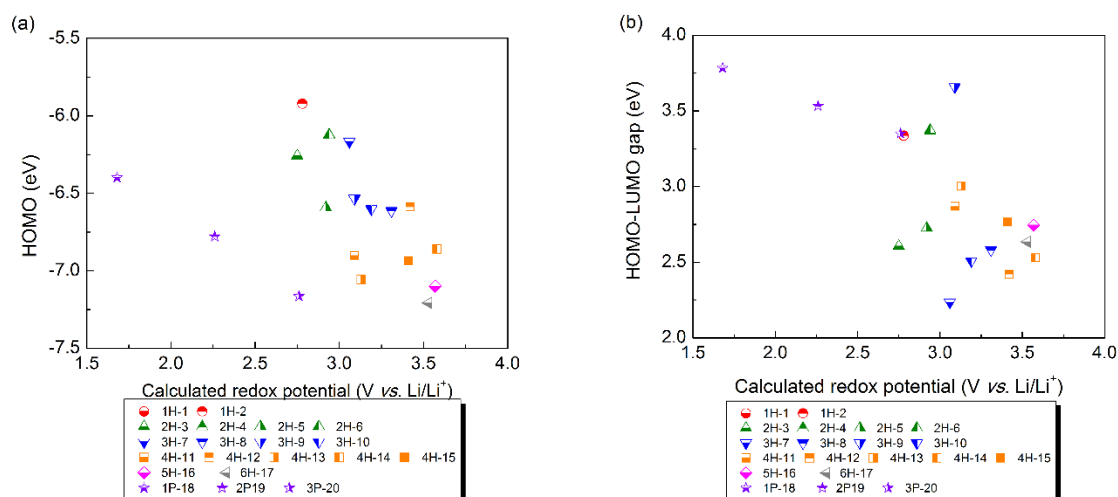 (a)
-5.5
-6.0
-6.5
-7.0
-7.5
HOMO (eV)
1.5 2.0 2.5 3.0 3.5 4.0
Calculated redox potential (V vs. Li/Li⁺)
1H-1 1H-2
2H-3 2H-4 2H-5 2H-6
3H-7 3H-8 3H-9 3H-10
4H-11 4H-12 4H-13 4H-14 4H-15
5H-16 6H-17
1P-18 2P19 3P-20
(b)
4.0
3.5
3.0
2.5
2.0
HOMO-LUMO gap (eV)
1.5 2.0 2.5 3.0 3.5 4.0
Calculated redox potential (V vs. Li/Li⁺)
1H-1 1H-2
2H-3 2H-4 2H-5 2H-6
3H-7 3H-8 3H-9 3H-10
4H-11 4H-12 4H-13 4H-14 4H-15
5H-16 6H-17
1P-18 2P19 3P-20